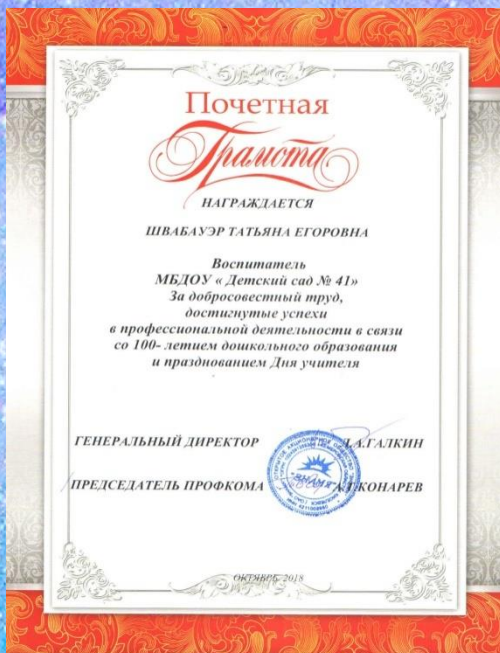 Почетная
Грамота
НАГРАЖДАЕТСЯ
ШВАБАУЭР ТАТЬЯНА ЕГОРОВНА
Воспитатель
МБДОУ « Детский сад № 41»
За добросовестный труд,
достигнутые успехи
в профессиональной деятельности в связи
со 100- летием дошкольного образования
и празднованием Дня учителя
ГЕНЕРАЛЬНЫЙ ДИРЕКТОР Д.А.ГАЛКИН
ПРЕДСЕДАТЕЛЬ ПРОФКОМА А.Т.КОНАРЕВ
ЗНАМЯ
ОКТЯБРЬ, 2018